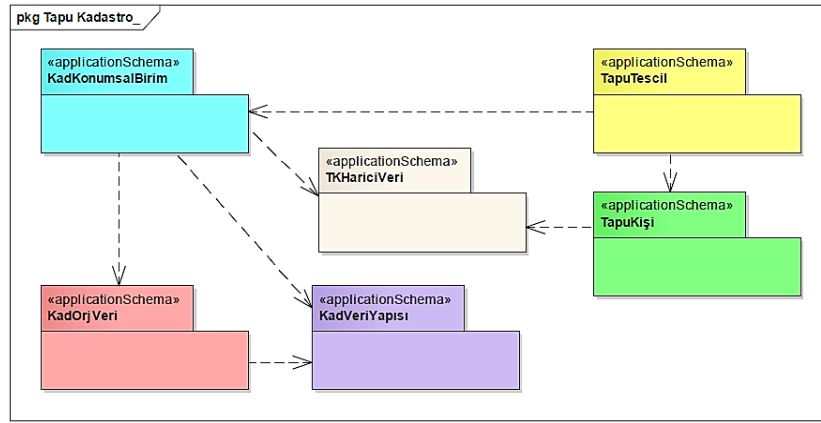 pkg Tapu Kadastro_
«applicationSchema»
KadKonumsalBirim
«applicationSchema»
TapuTescil
«applicationSchema»
TKHariciVeri
«applicationSchema»
TapuKişi
«applicationSchema»
KadOrjVeri
«applicationSchema»
KadVeriYapısı